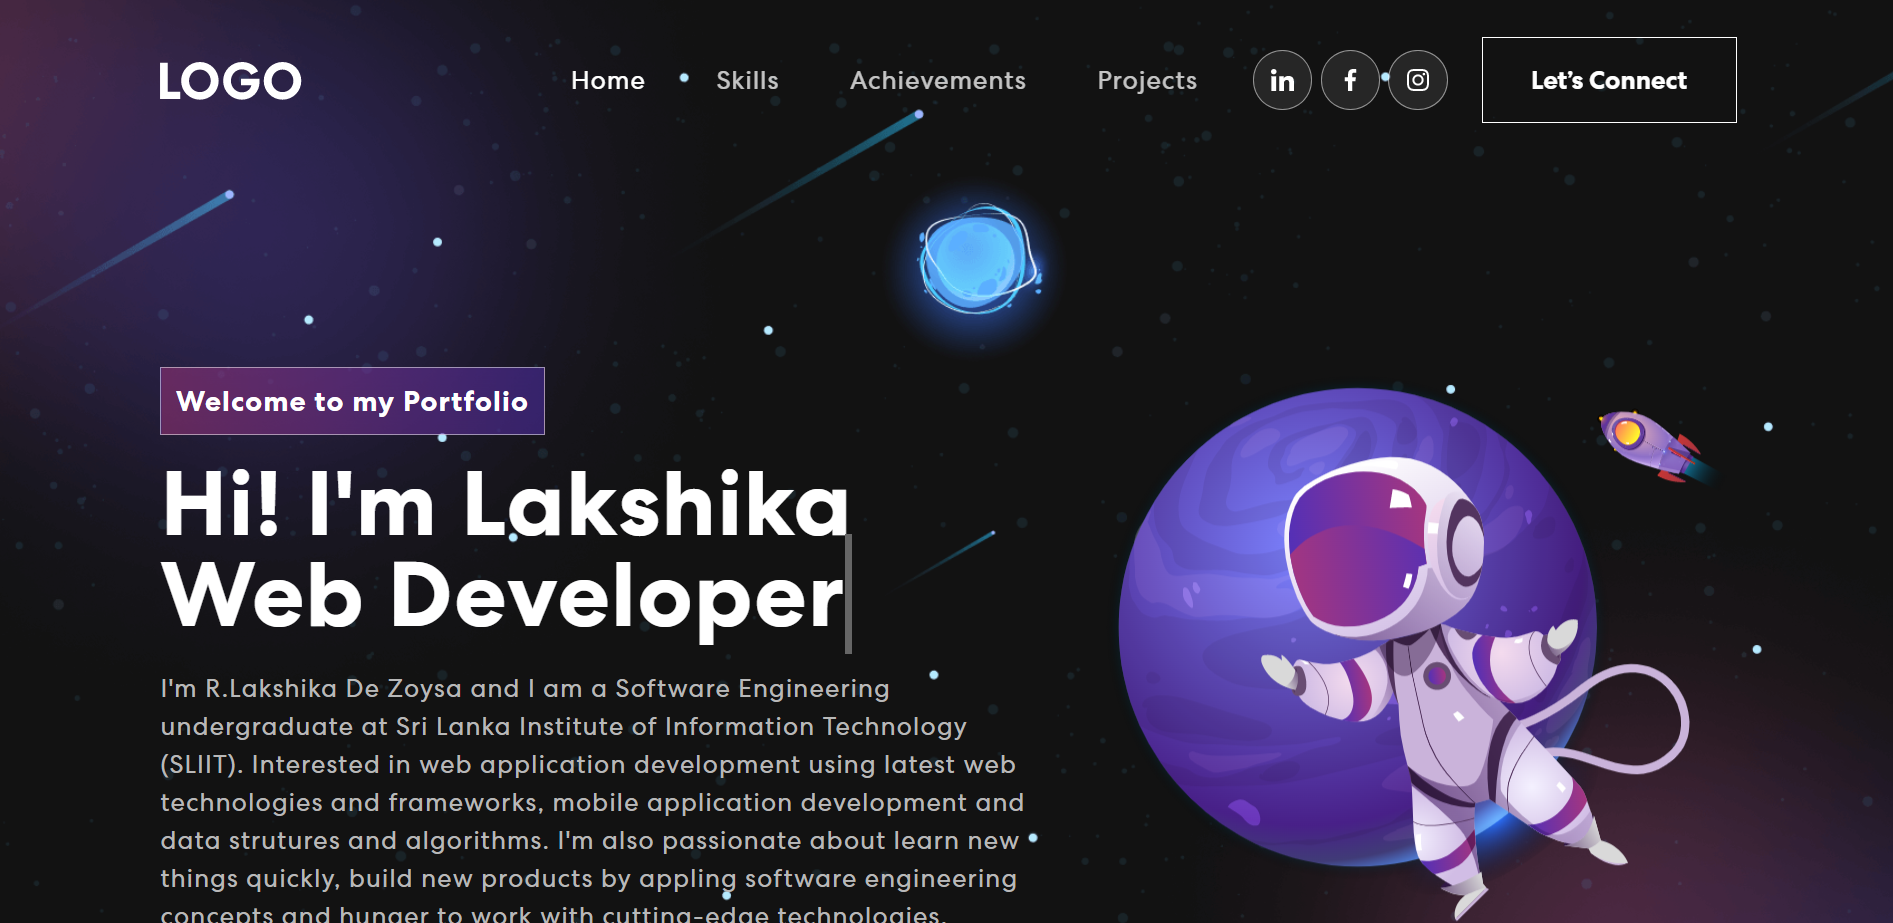 LOGO
Home Skills Achievements Projects Let's Connect
Welcome to my Portfolio
Hi! I'm Lakshika
Web Developer
I'm R.Lakshika De Zoysa and I am a Software Engineering
undergraduate at Sri Lanka Institute of Information Technology
(SLIIT). Interested in web application development using latest web
technologies and frameworks, mobile application development and
data strutures and algorithms. I'm also passionate about learn new
things quickly, build new products by appling software engineering
concepts and hunger to work with cutting-edge technologies.